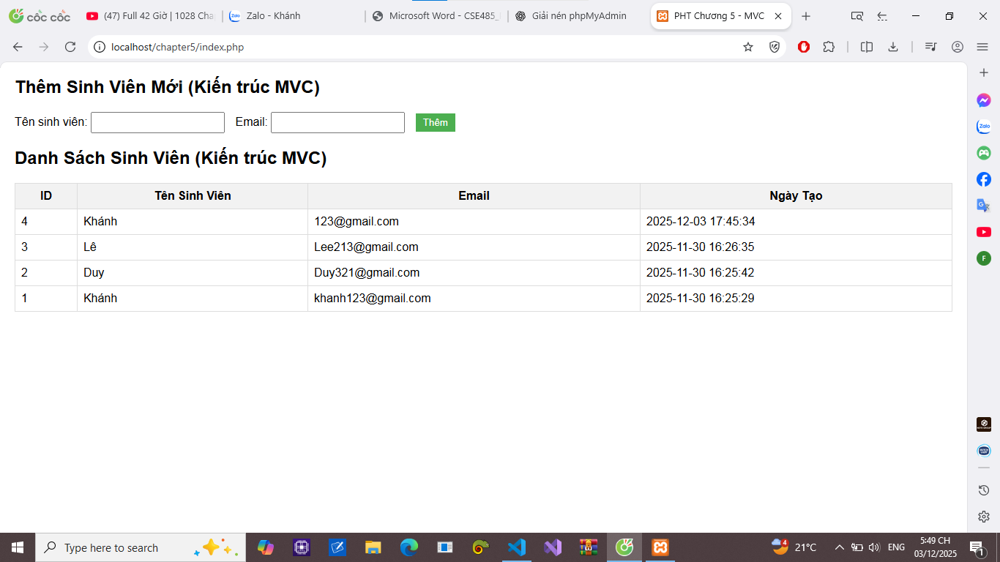 cốc cốc
(47) Full 42 Giờ | 1028 Cha
Zalo - Khánh
Microsoft Word - CSE485_
Giải nén phpMyAdmin
PHT Chương 5 - MVC
localhost/chapter5/index.php
Thêm Sinh Viên Mới (Kiến trúc MVC)
Tên sinh viên: Email: Thêm
Danh Sách Sinh Viên (Kiến trúc MVC)
ID Tên Sinh Viên Email Ngày Tạo
4 Khánh 123@gmail.com 2025-12-03 17:45:34
3 Lê Lee213@gmail.com 2025-11-30 16:26:35
2 Duy Duy321@gmail.com 2025-11-30 16:25:42
1 Khánh khanh123@gmail.com 2025-11-30 16:25:29
Zalo
G
F
Type here to search
4 21°C ENG 5:49 CH
03/12/2025
1